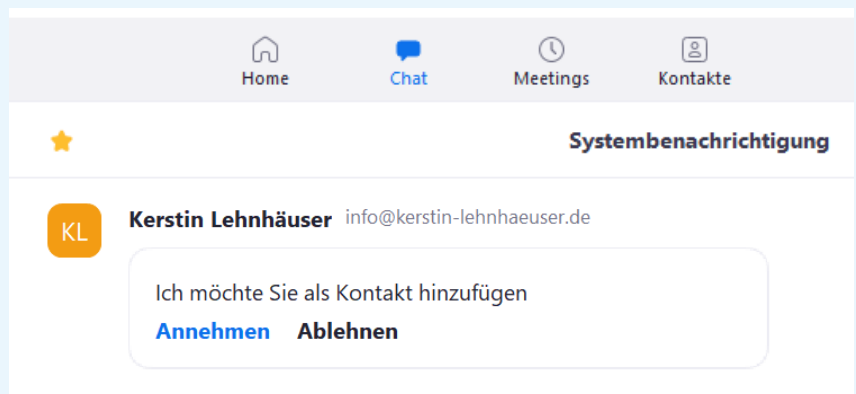 Home Chat Meetings Kontakte
Systembenachrichtigung
KL Kerstin Lehnhäuser info@kerstin-lehnhaeuser.de
Ich möchte Sie als Kontakt hinzufügen
Annehmen Ablehnen